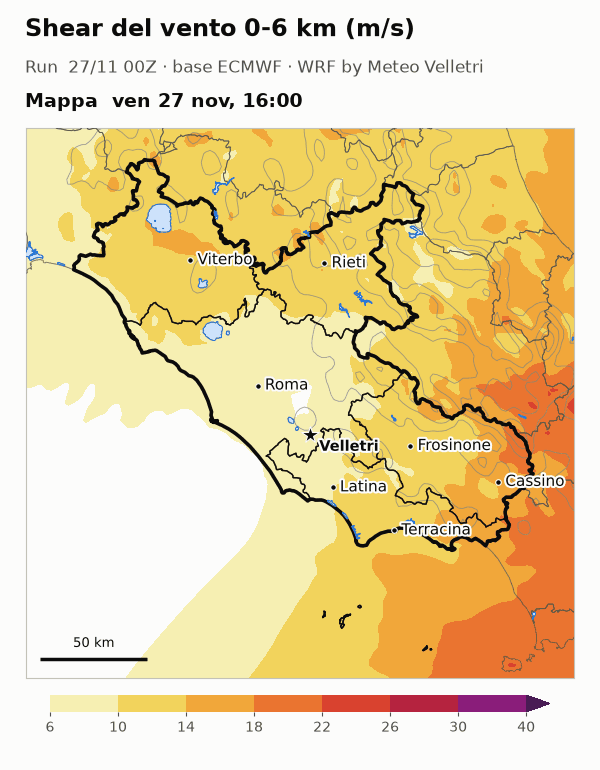 Shear del vento 0-6 km (m/s)
Run  27/11 00Z · base ECMWF · WRF by Meteo Velletri
Mappa  ven 27 nov, 16:00
Viterbo
Rieti
Roma
Velletri
Frosinone
Latina
Cassino
Terracina
50 km
6 10 14 18 22 26 30 40